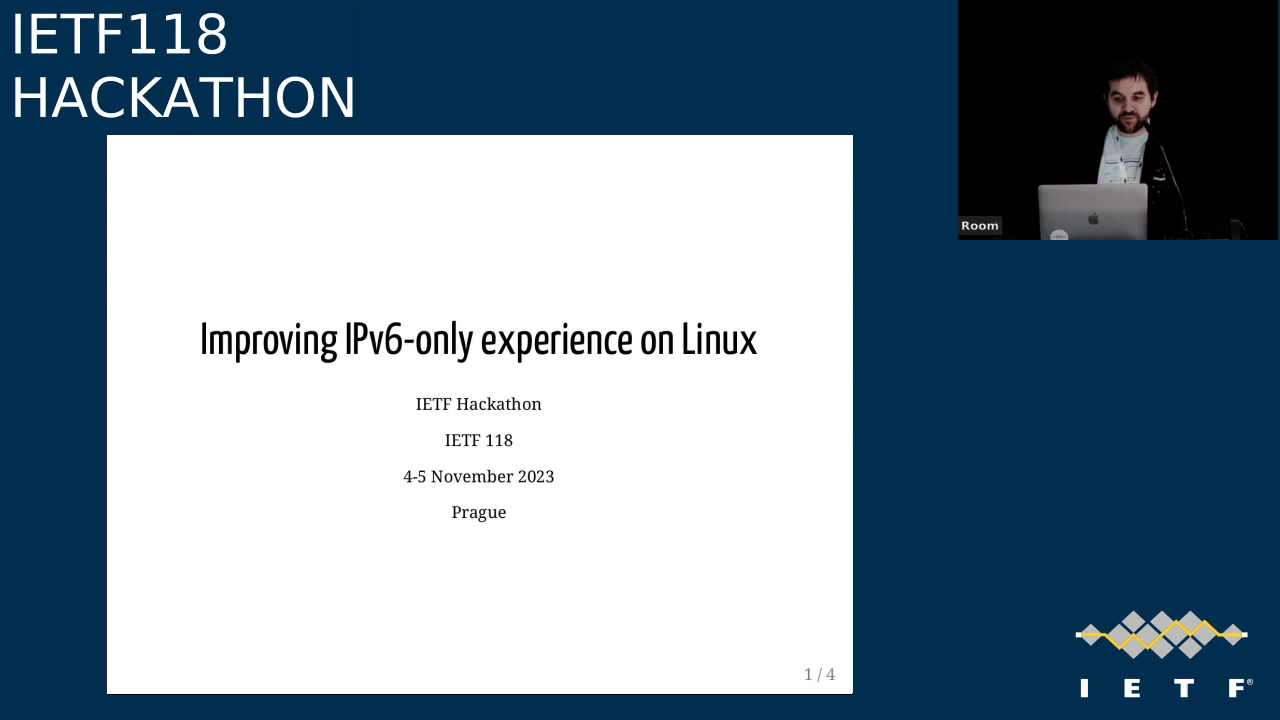 IETF118
HACKATHON
Room
Improving IPv6-only experience on Linux
IETF Hackathon
IETF 118
4-5 November 2023
Prague
1 / 4
I E T F®